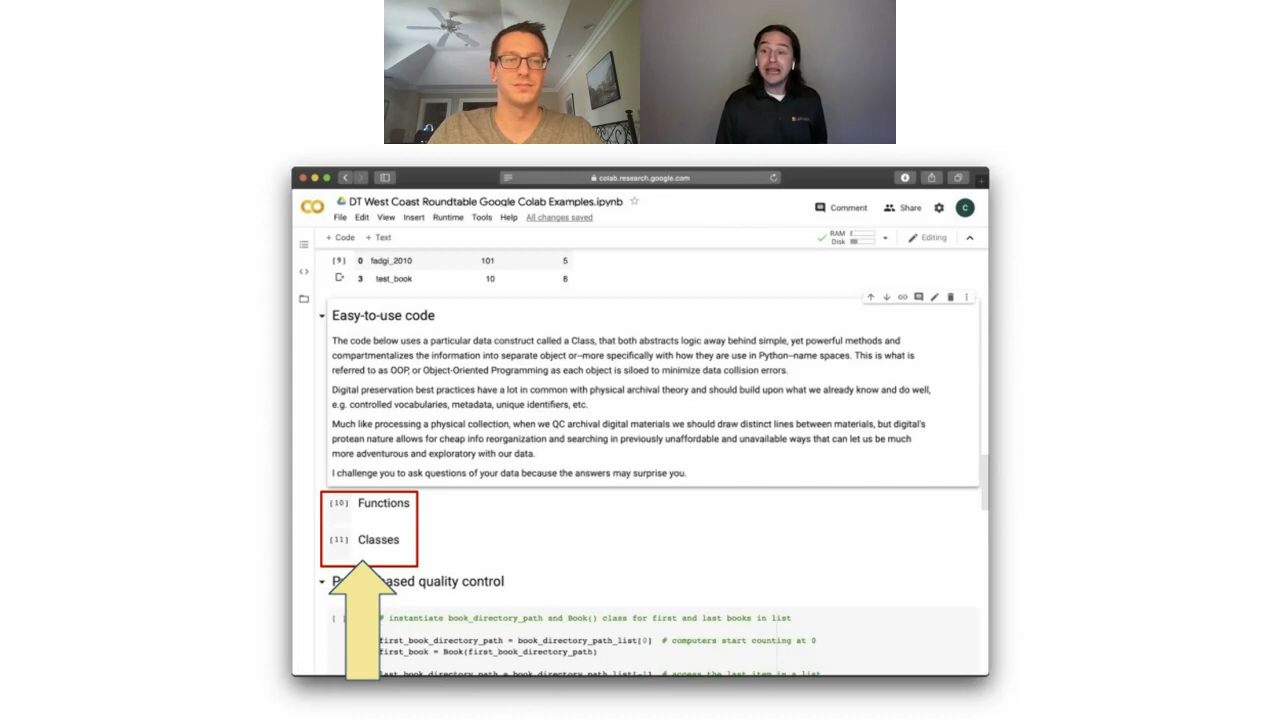 colab.research.google.com
DT West Coast Roundtable Google Colab Examples.ipynb
File Edit View Insert Runtime Tools Help All changes saved
Comment Share C
+ Code + Text
RAM
Disk
Editing
[9] 0 fadgi_2010 101 5
3 test_book 10 6
Easy-to-use code
The code below uses a particular data construct called a Class, that both abstracts logic away behind simple, yet powerful methods and
compartmentalizes the information into separate object or–more specifically with how they are use in Python–name spaces. This is what is
referred to as OOP, or Object-Oriented Programming as each object is siloed to minimize data collision errors.
Digital preservation best practices have a lot in common with physical archival theory and should build upon what we already know and do well,
e.g. controlled vocabularies, metadata, unique identifiers, etc.
Much like processing a physical collection, when we QC archival digital materials we should draw distinct lines between materials, but digital's
protean nature allows for cheap info reorganization and searching in previously unaffordable and unavailable ways that can let us be much
more adventurous and exploratory with our data.
I challenge you to ask questions of your data because the answers may surprise you.
[10] Functions
[11] Classes
ased quality control
[ ] # instantiate book_directory_path and Book() class for first and last books in list
first_book_directory_path = book_directory_path_list[0] # computers start counting at 0
first_book = Book(first_book_directory_path)
last_book_directory_path = book_directory_path_list[-1] # access the last item in a list